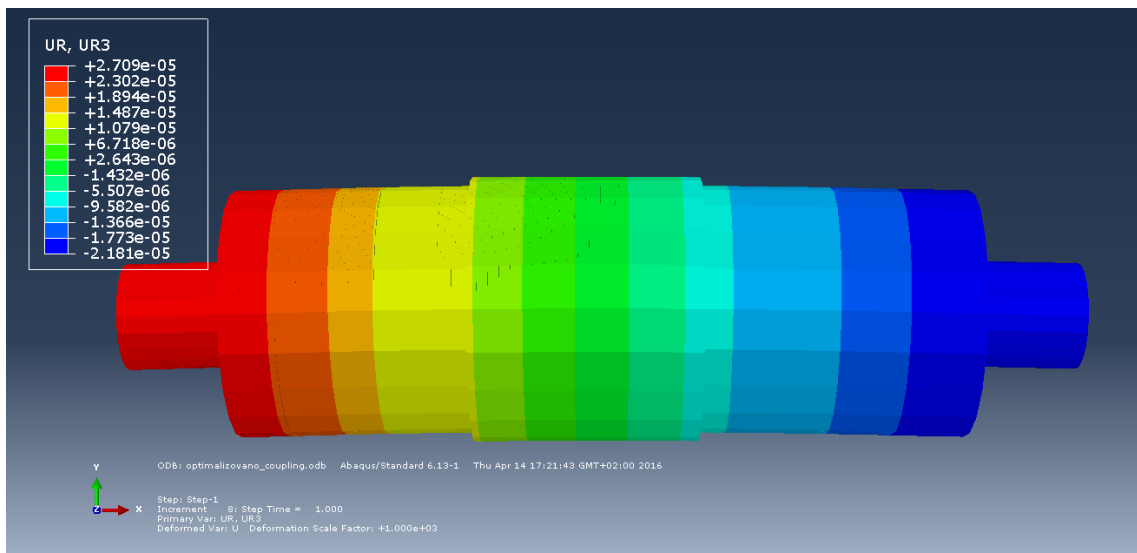 UR, UR3
+2.709e-05
+2.302e-05
+1.894e-05
+1.487e-05
+1.079e-05
+6.718e-06
+2.643e-06
-1.432e-06
-5.507e-06
-9.582e-06
-1.366e-05
-1.773e-05
-2.181e-05
Y
Z
X
ODB: optimalizovano_coupling.odb Abaqus/Standard 6.13-1 Thu Apr 14 17:21:43 GMT+02:00 2016
Step: Step-1
Increment 8: Step Time = 1.000
Primary Var: UR, UR3
Deformed Var: U Deformation Scale Factor: +1.000e+03